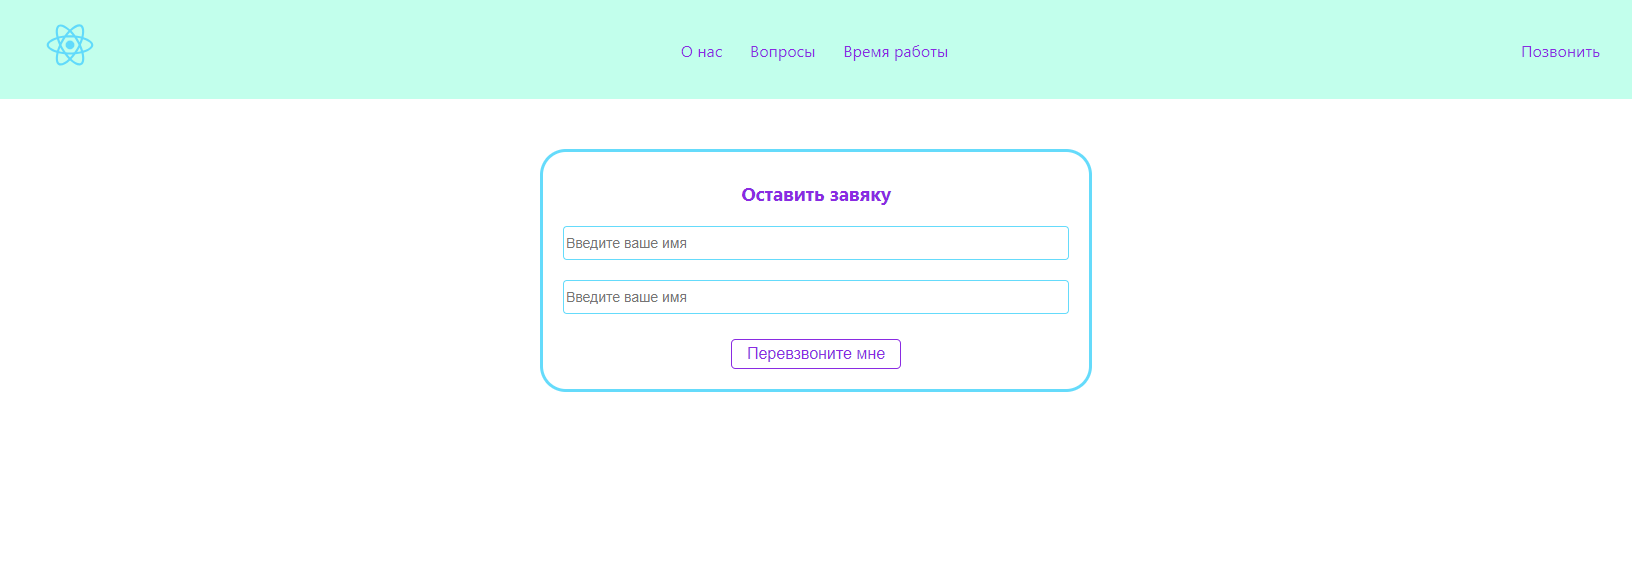 О нас Вопросы Время работы Позвонить
Оставить завяку
Введите ваше имя
Введите ваше имя
Перевзвоните мне